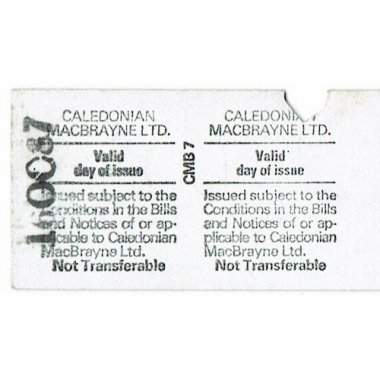 CALEDONIAN
MACBRAYNE LTD.
Valid
day of issue
Issued subject to the
Conditions in the Bills
and Notices of or ap-
plicable to Caledonian
MacBrayne Ltd.
Not Transferable
CMB7
CALEDONIAN
MACBRAYNE LTD.
Valid
day of issue
Issued subject to the
Conditions in the Bills
and Notices of or ap-
plicable to Caledonian
MacBrayne Ltd.
Not Transferable